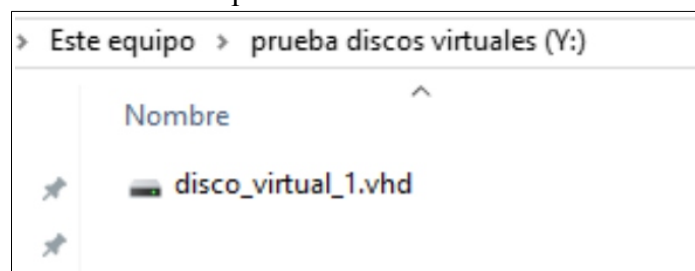 > Este equipo > prueba discos virtuales (Y:)
Nombre
disco_virtual_1.vhd